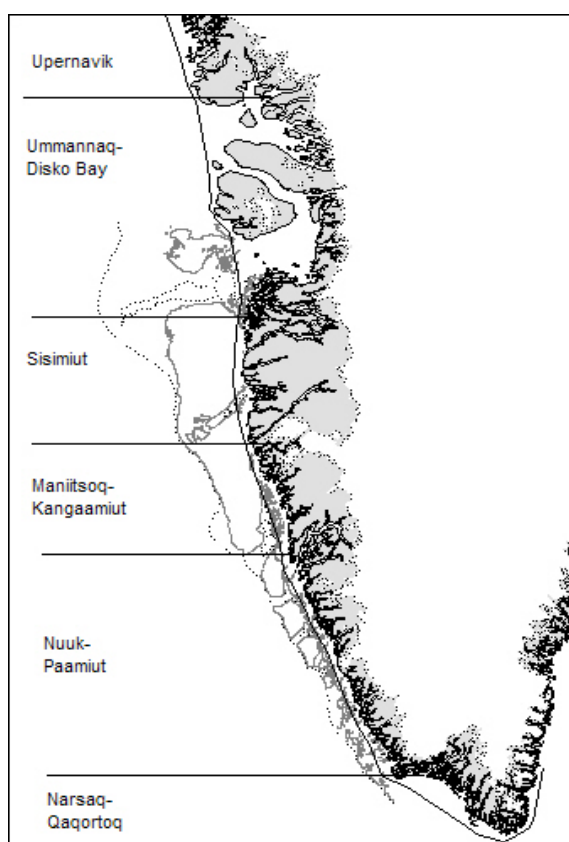 Upernavik
Ummannaq-
Disko Bay
Sisimiut
Maniitsoq-
Kangaamiut
Nuuk-
Paamiut
Narsaq-
Qaqortoq